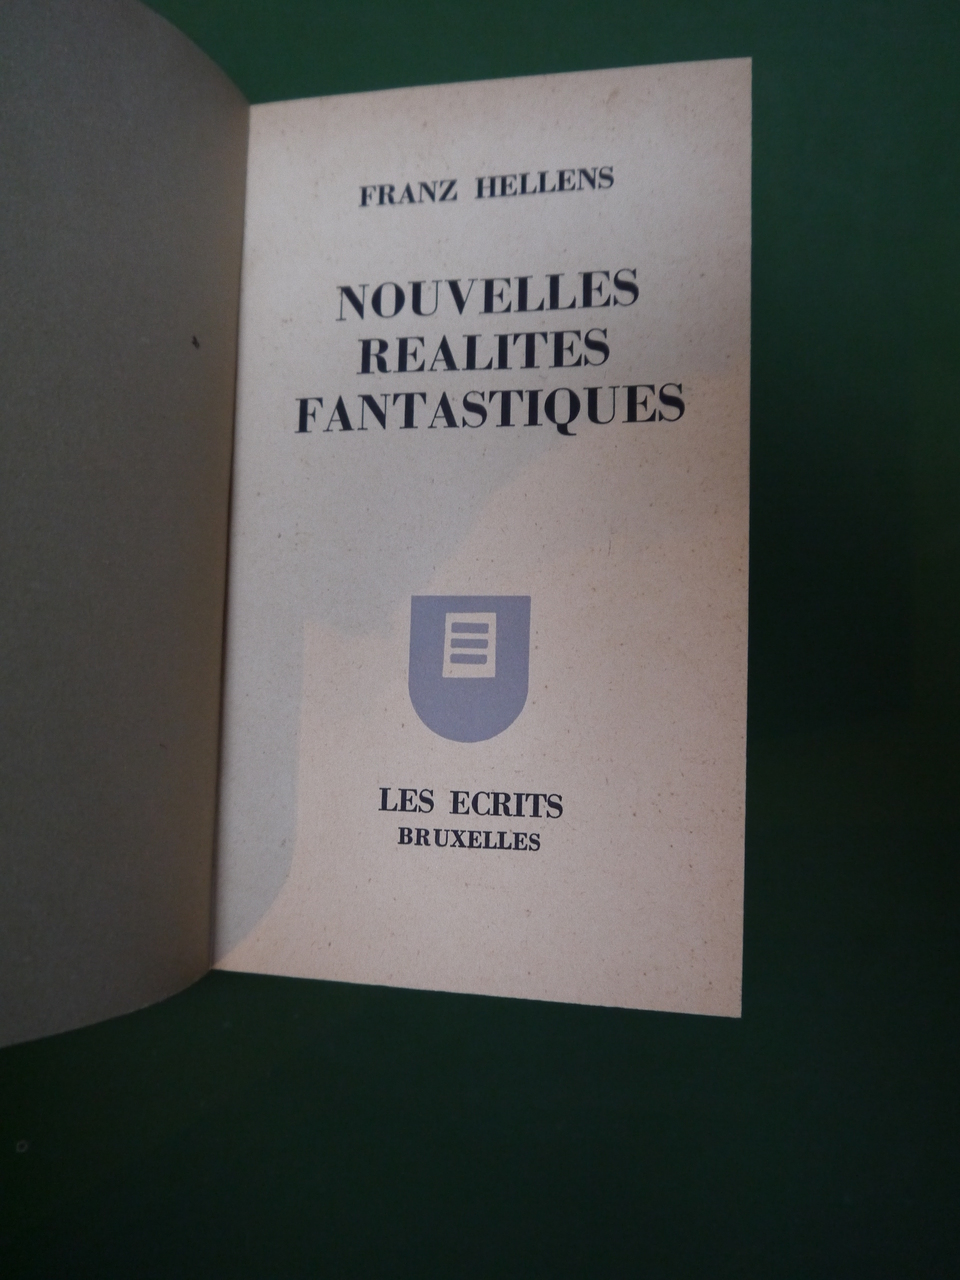 FRANZ HELLENS
NOUVELLES
REALITES
FANTASTIQUES
LES ECRITS
BRUXELLES